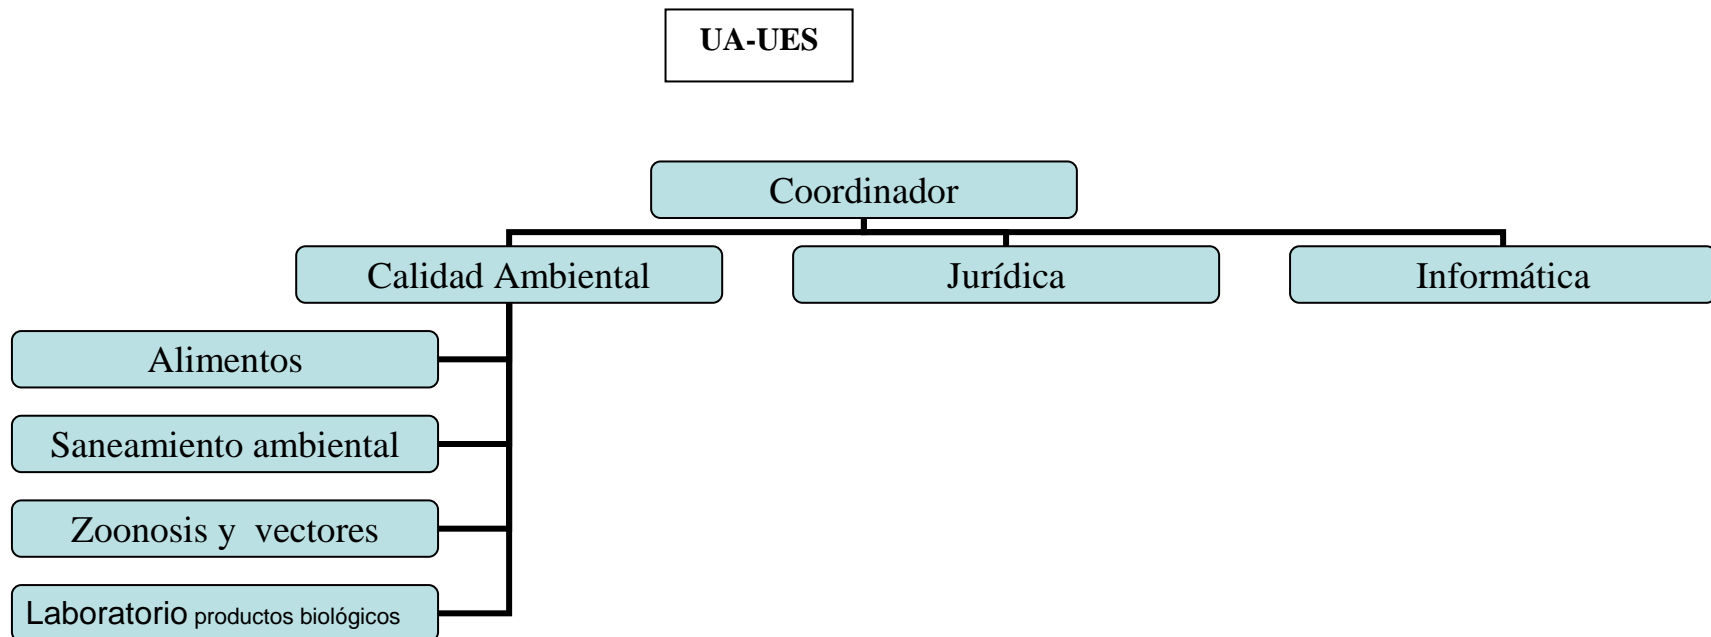 UA-UES
Coordinador
Calidad Ambiental
Jurídica
Informática
Alimentos
Saneamiento ambiental
Zoonosis y  vectores
Laboratorio productos biológicos